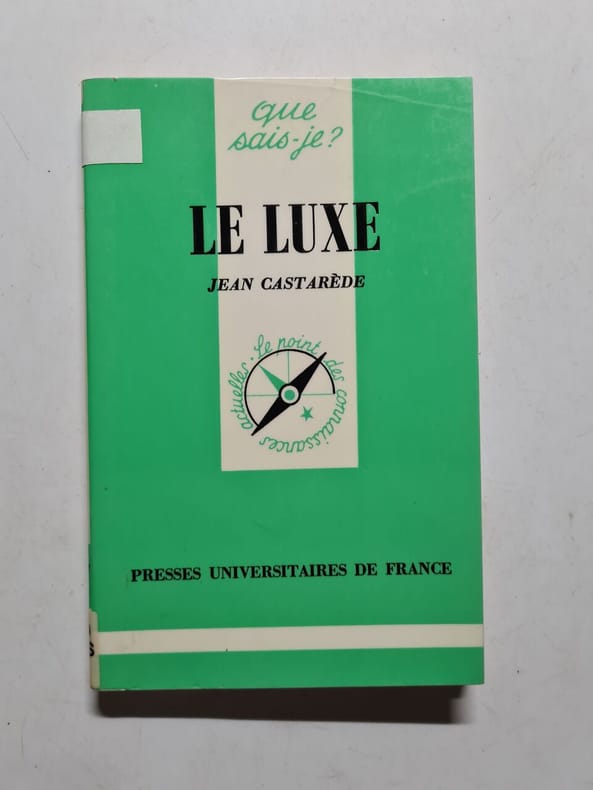 que
sais-je?
LE LUXE
JEAN CASTARÈDE
Le point des connaissances actuelles.
PRESSES UNIVERSITAIRES DE FRANCE